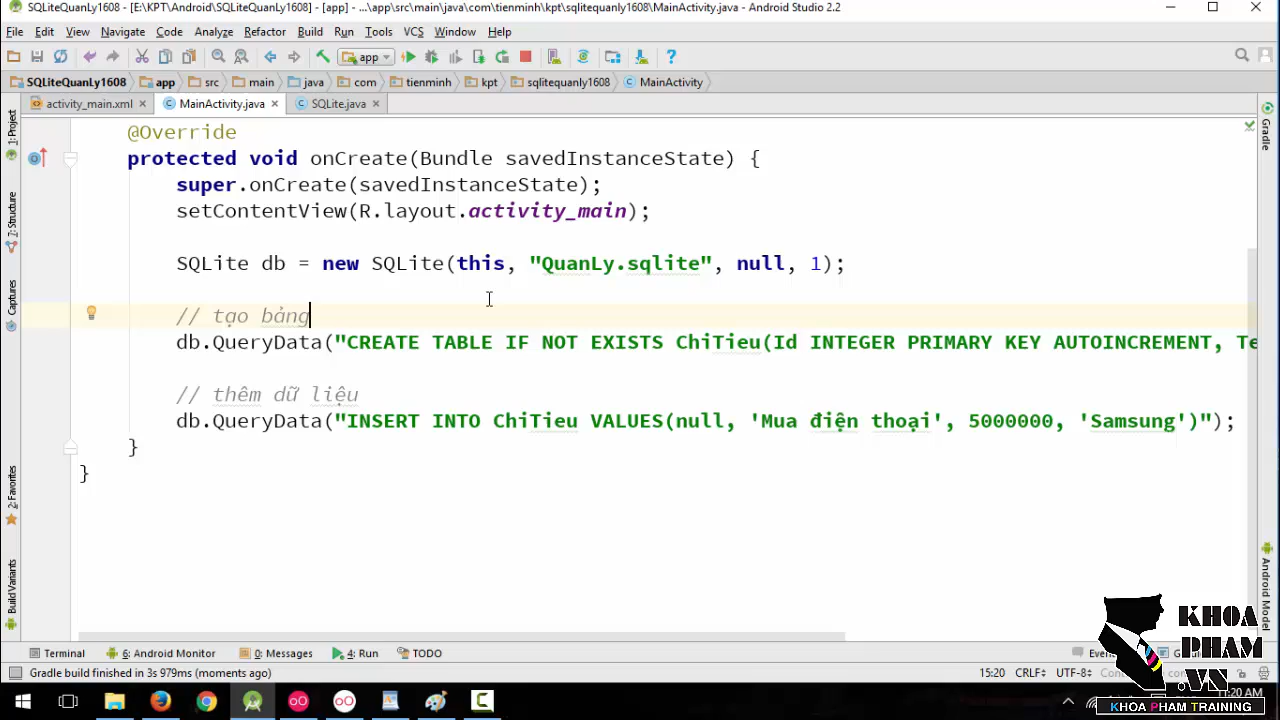 SQLiteQuanLy1608 - [E:\KPT\Android\SQLiteQuanLy1608] - [app] - ...\app\src\main\java\com\tienminh\kpt\sqlitequanly1608\MainActivity.java - Android Studio 2.2
File Edit View Navigate Code Analyze Refactor Build Run Tools VCS Window Help
app
SQLiteQuanLy1608 app src main java com tienminh kpt sqlitequanly1608 MainActivity
activity_main.xml MainActivity.java SQLite.java
@Override
protected void onCreate(Bundle savedInstanceState) {
super.onCreate(savedInstanceState);
setContentView(R.layout.activity_main);
SQLite db = new SQLite(this, "QuanLy.sqlite", null, 1);
// tạo bảng
db.QueryData("CREATE TABLE IF NOT EXISTS ChiTieu(Id INTEGER PRIMARY KEY AUTOINCREMENT, Te
// thêm dữ liệu
db.QueryData("INSERT INTO ChiTieu VALUES(null, 'Mua điện thoại', 5000000, 'Samsung')");
}
}
1: Project
7: Structure
Captures
2: Favorites
Build Variants
Gradle
Android Model
Terminal 6: Android Monitor 0: Messages 4: Run TODO
Gradle build finished in 3s 979ms (moments ago) 15:20 CRLF÷ UTF-8÷
11:20 AM
KHOA
PHAM
.VN
KHOA PHAM TRAINING